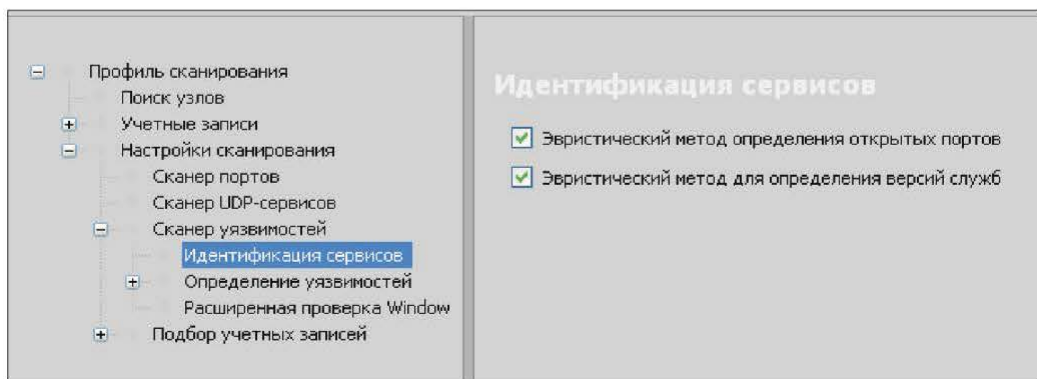 Профиль сканирования
Поиск узлов
Учетные записи
Настройки сканирования
Сканер портов
Сканер UDP-сервисов
Сканер уязвимостей
Идентификация сервисов
Определение уязвимостей
Расширенная проверка Window
Подбор учетных записей
Идентификация сервисов
Эвристический метод определения открытых портов
Эвристический метод для определения версий служб